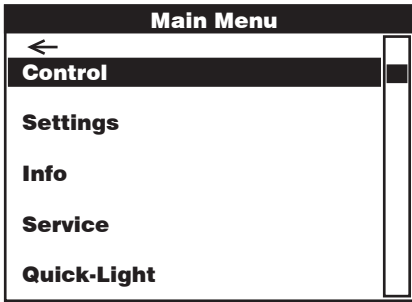 Main Menu
←
Control
Settings
Info
Service
Quick-Light